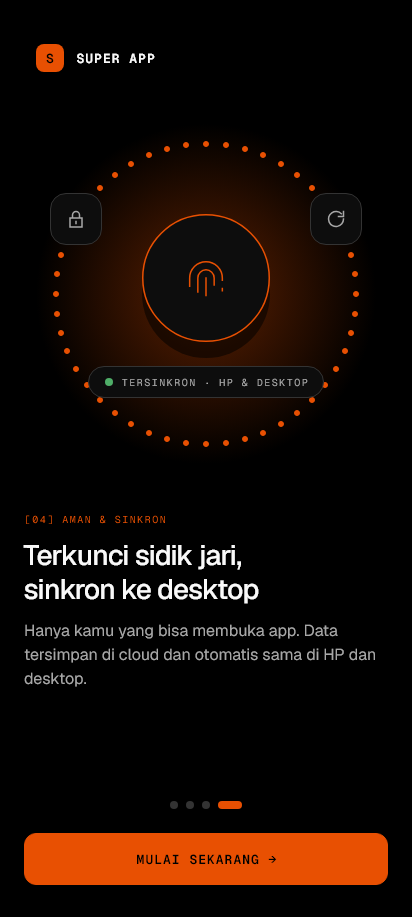 S SUPER APP
TERSINKRON · HP & DESKTOP
[04] AMAN & SINKRON
Terkunci sidik jari,
sinkron ke desktop
Hanya kamu yang bisa membuka app. Data
tersimpan di cloud dan otomatis sama di HP dan
desktop.
MULAI SEKARANG →